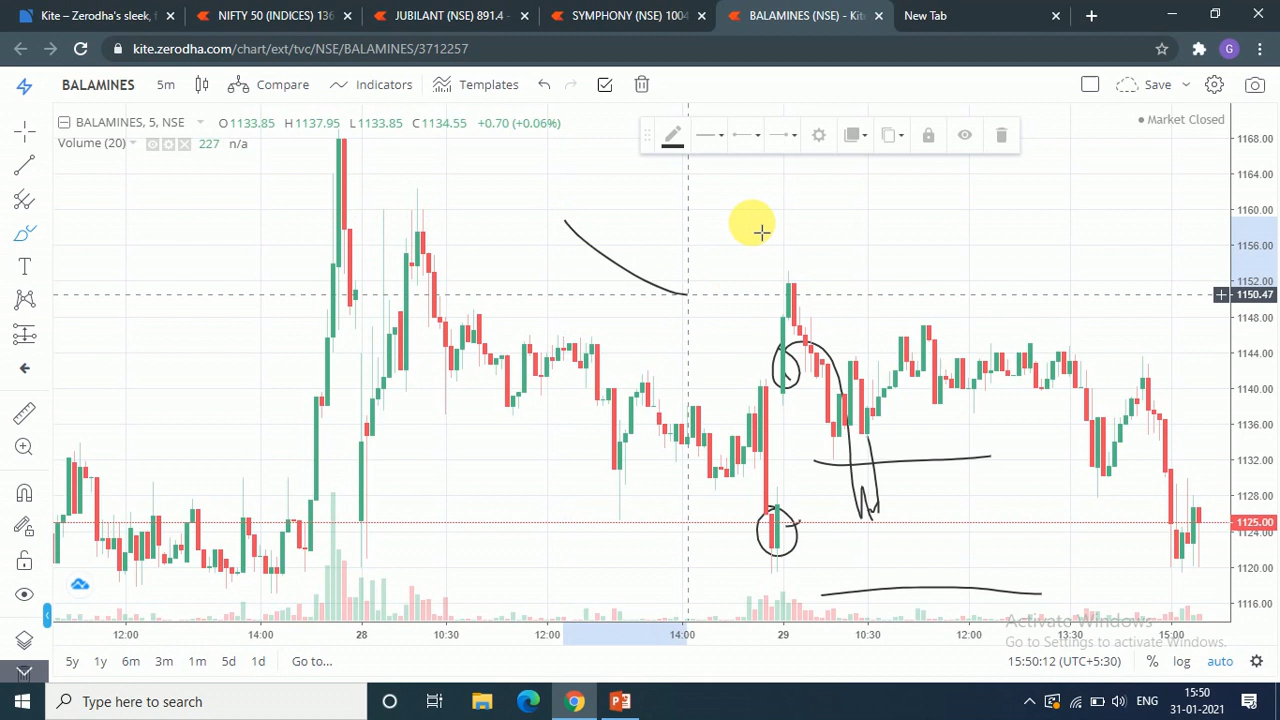 Kite – Zerodha's sleek, f
NIFTY 50 (INDICES) 136
JUBILANT (NSE) 891.4 -
SYMPHONY (NSE) 1004
BALAMINES (NSE) - Kit
New Tab
kite.zerodha.com/chart/ext/tvc/NSE/BALAMINES/3712257
G
BALAMINES 5m Compare Indicators Templates Save
BALAMINES, 5, NSE O1133.85 H1137.95 L1133.85 C1134.55 +0.70 (+0.06%)
Market Closed
Volume (20) 227 n/a
1168.00
1164.00
1160.00
1156.00
1152.00
1150.47
1148.00
1144.00
1140.00
1136.00
1132.00
1128.00
1125.00
1124.00
1120.00
1116.00
12:00 14:00 28 10:30 12:00 14:00 29 10:30 12:00 13:30 15:00
Activate Windows
Go to Settings to activate Windows.
5y 1y 6m 3m 1m 5d 1d Go to... 15:50:12 (UTC+5:30) % log auto
Type here to search
ENG
15:50
31-01-2021